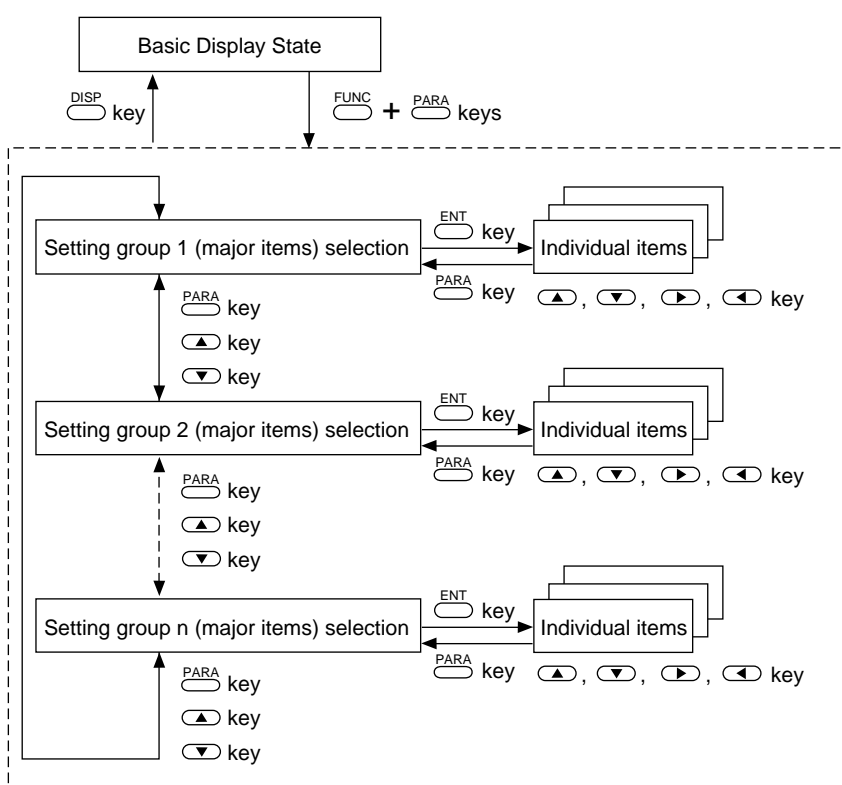 Basic Display State
DISP key
FUNC + PARA keys
Setting group 1 (major items) selection
ENT key
PARA key
Individual items
▲, ▼, ▶, ◀ key
PARA key
▲ key
▼ key
Setting group 2 (major items) selection
ENT key
PARA key
Individual items
▲, ▼, ▶, ◀ key
PARA key
▲ key
▼ key
Setting group n (major items) selection
ENT key
PARA key
Individual items
▲, ▼, ▶, ◀ key
PARA key
▲ key
▼ key